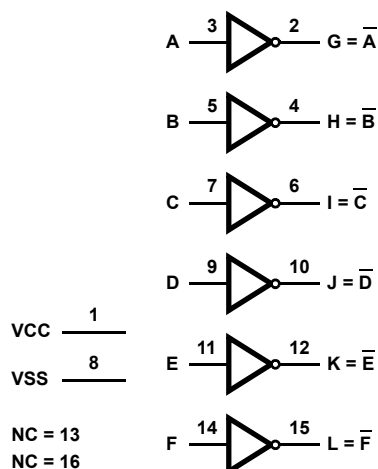 A 3 2 G = A̅
B 5 4 H = B̅
C 7 6 I = C̅
D 9 10 J = D̅
VCC 1
E 11 12 K = E̅
VSS 8
F 14 15 L = F̅
NC = 13
NC = 16